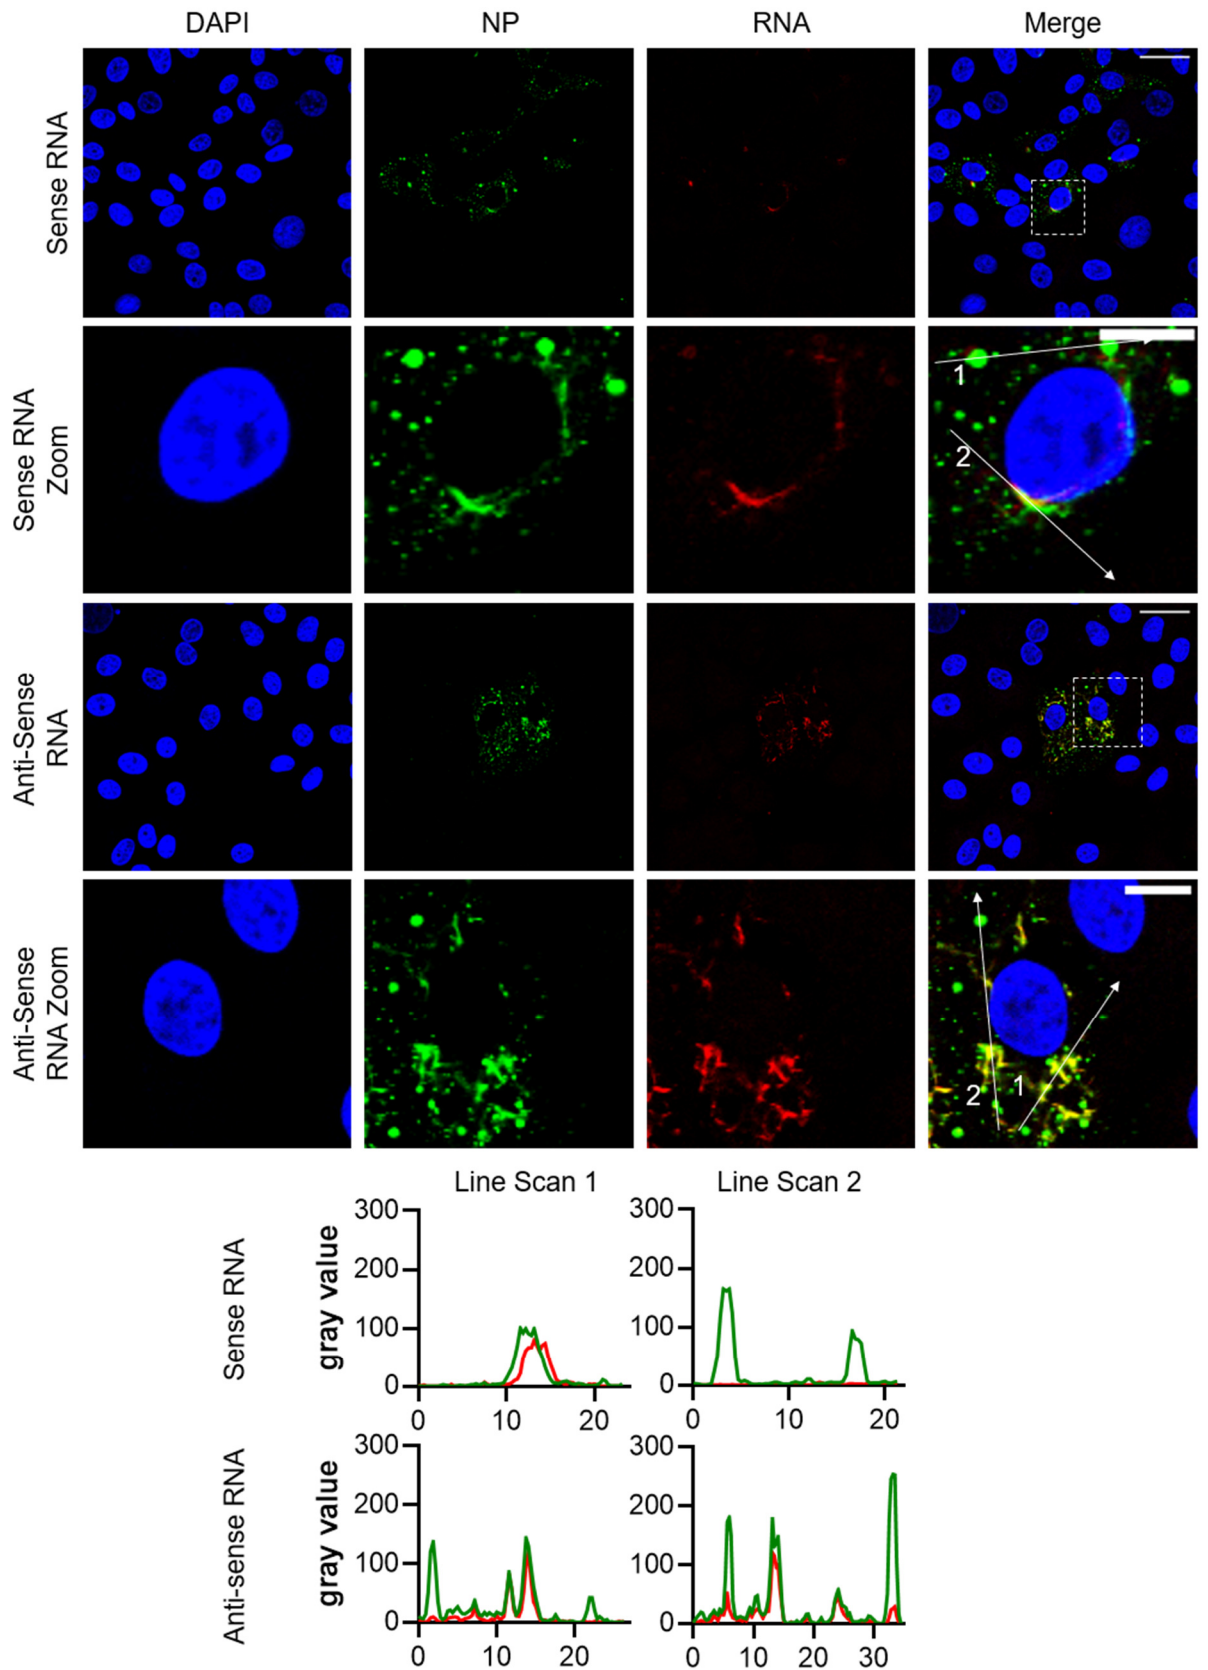 DAPI NP RNA Merge
Sense RNA
Sense RNA
Zoom
1
2
Anti-Sense
RNA
Anti-Sense
RNA Zoom
2 1
Line Scan 1 Line Scan 2
Sense RNA
gray value
300
200
100
0
0 10 20
300
200
100
0
0 10 20
Anti-sense RNA
gray value
300
200
100
0
0 10 20
300
200
100
0
0 10 20 30